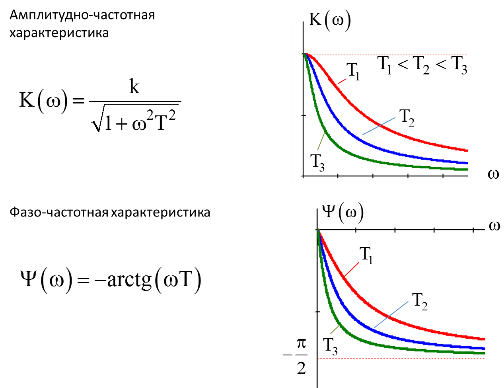 Амплитудно-частотная
характеристика
K(ω) = k / √(1 + ω²T²)
K(ω)
T₁ < T₂ < T₃
T₁
T₂
T₃
ω
Фазо-частотная характеристика
Ψ(ω) = −arctg(ωT)
Ψ(ω)
ω
T₁
T₂
T₃
−π/2